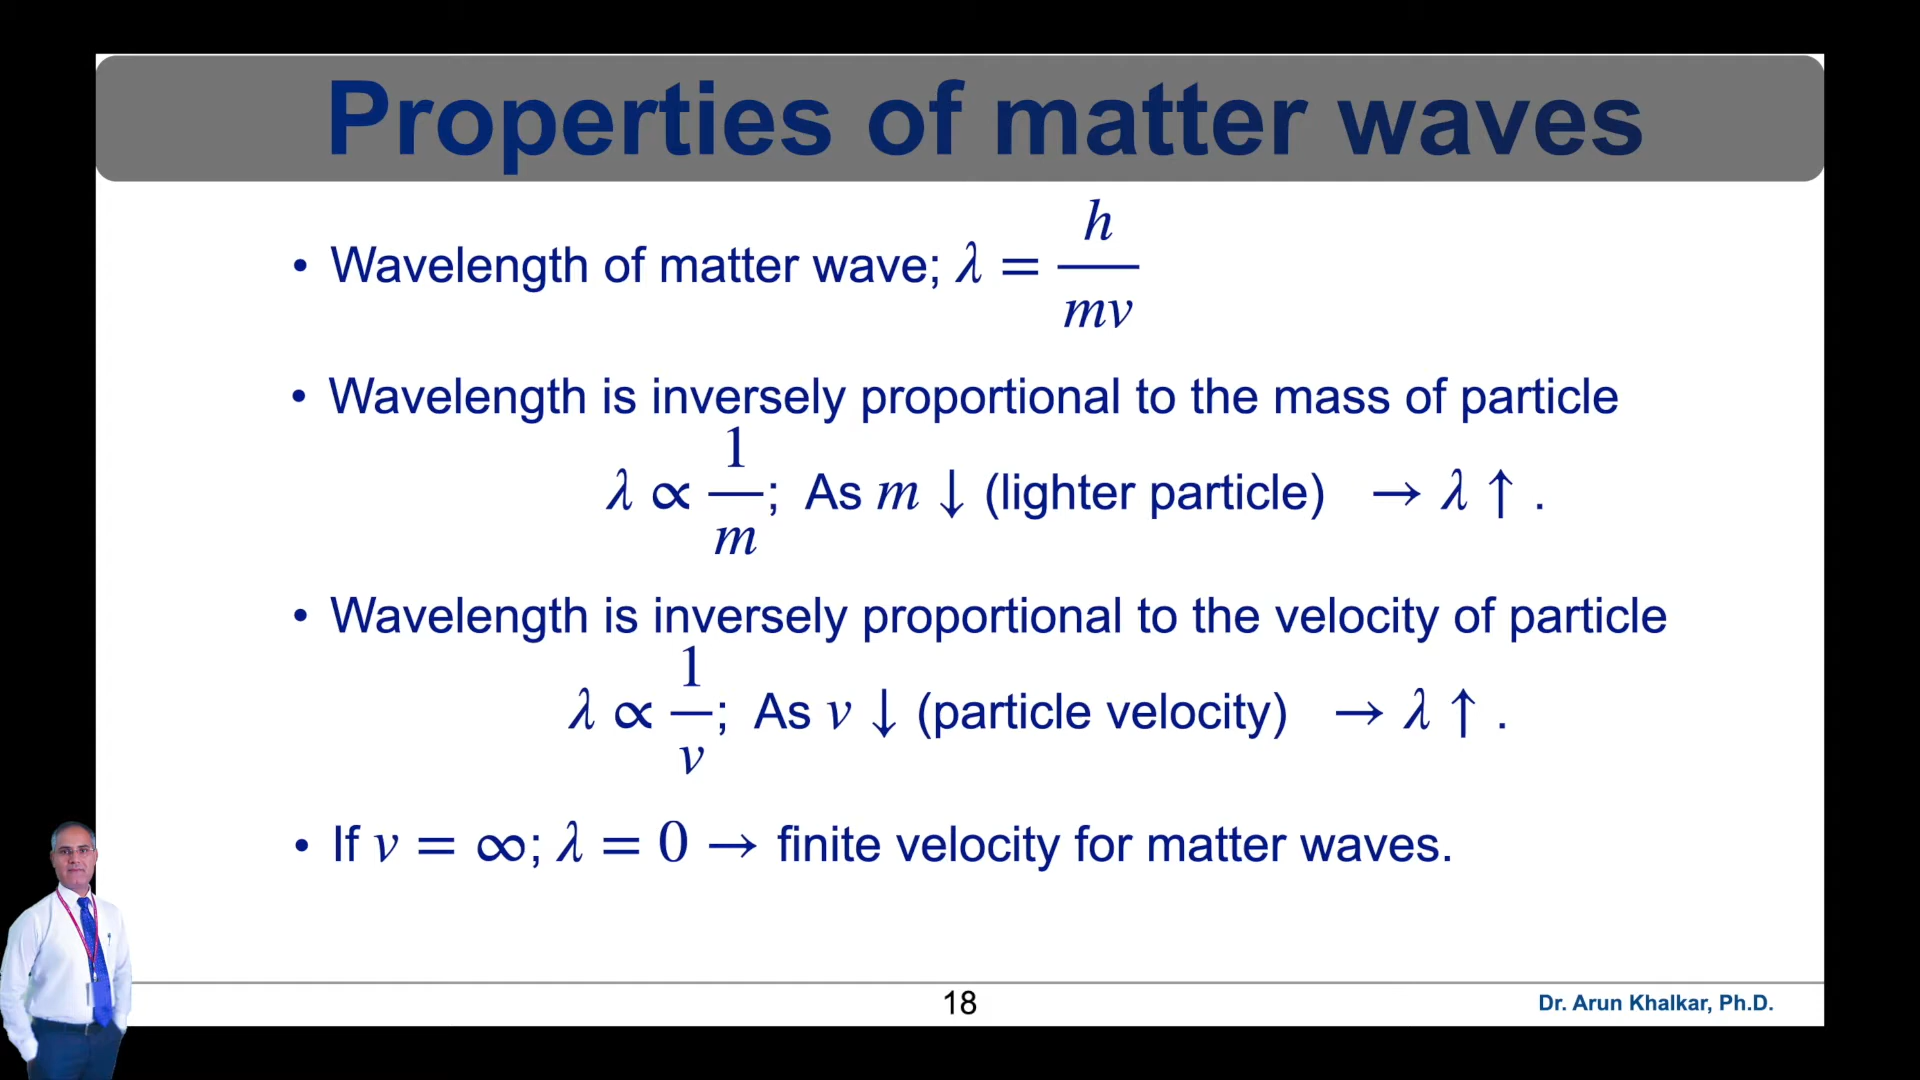 Properties of matter waves
• Wavelength of matter wave; λ = h/mv
• Wavelength is inversely proportional to the mass of particle
λ ∝ 1/m; As m ↓ (lighter particle) → λ ↑ .
• Wavelength is inversely proportional to the velocity of particle
λ ∝ 1/v; As v ↓ (particle velocity) → λ ↑ .
• If v = ∞; λ = 0 → finite velocity for matter waves.
18
Dr. Arun Khalkar, Ph.D.